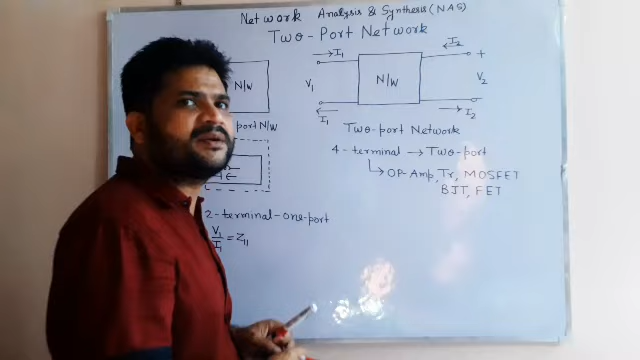 Network Analysis & Synthesis (NAS)
Two-Port Network
N/W
port N/W
2-terminal-one-port
V1/I1 = Z11
I1
I2
+
V1
N/W
V2
I1
I2
Two-port Network
4-terminal → Two-port
OP-Amp, Tr, MOSFET
BJT, FET